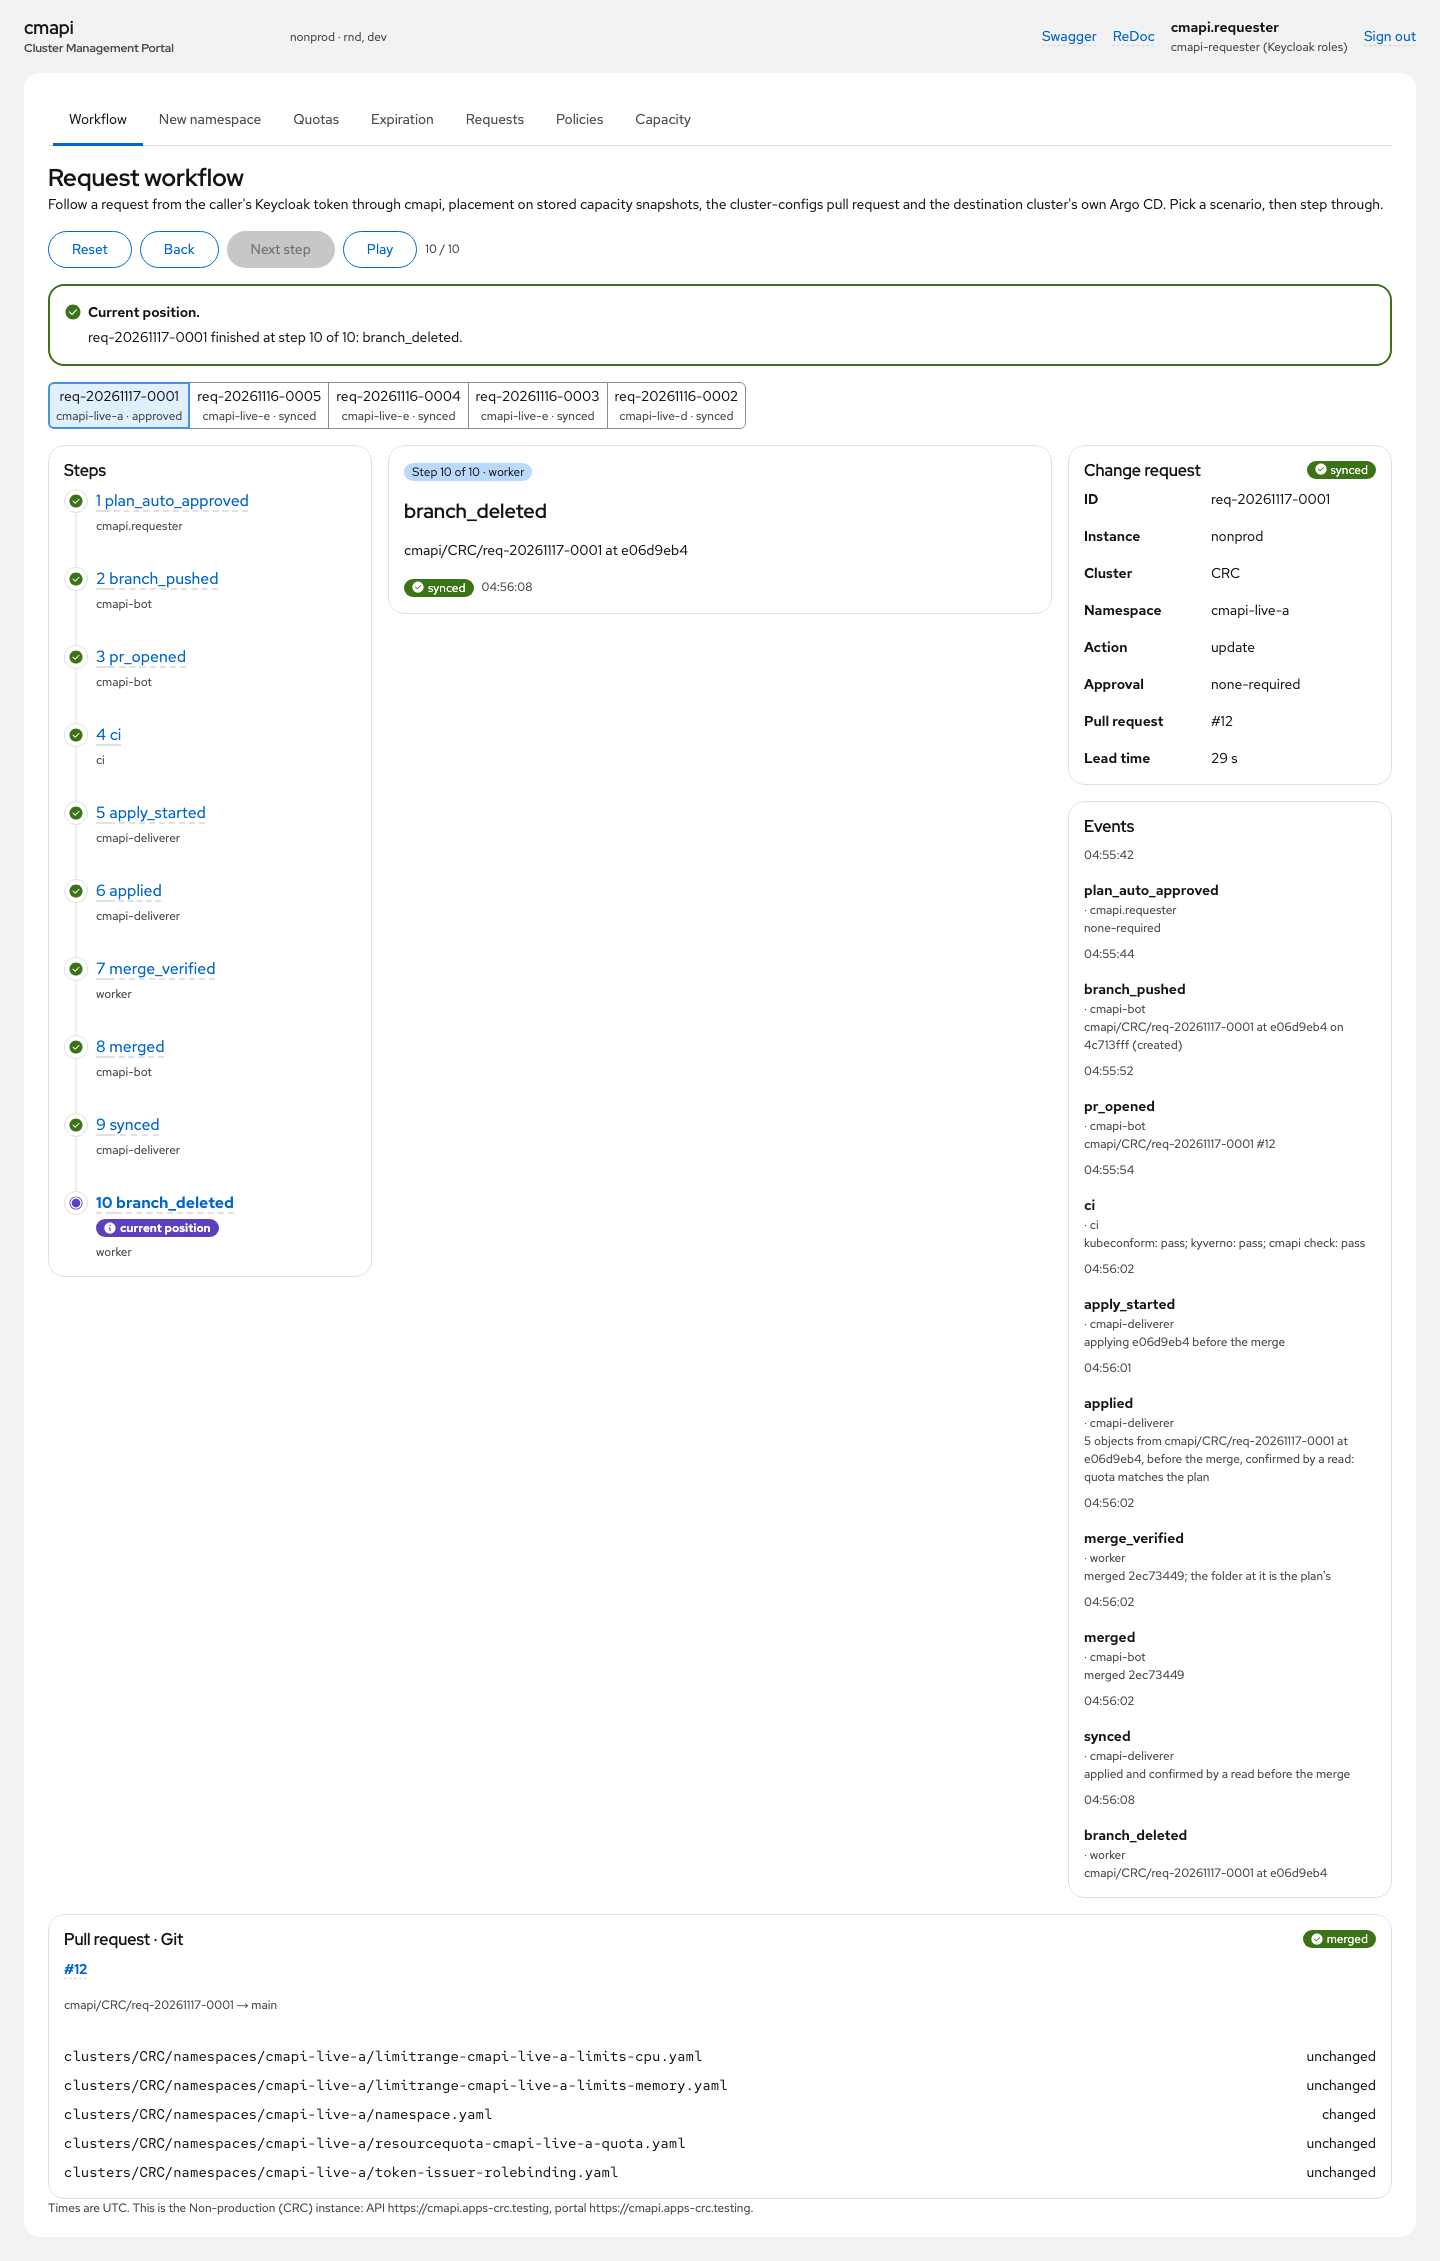 cmapi
Cluster Management Portal
nonprod · rnd, dev
Swagger
ReDoc
cmapi.requester
cmapi-requester (Keycloak roles)
Sign out
Workflow
New namespace
Quotas
Expiration
Requests
Policies
Capacity
Request workflow
Follow a request from the caller's Keycloak token through cmapi, placement on stored capacity snapshots, the cluster-configs pull request and the destination cluster's own Argo CD. Pick a scenario, then step through.
Reset
Back
Next step
Play
10 / 10
Current position.
req-20261117-0001 finished at step 10 of 10: branch_deleted.
req-20261117-0001
cmapi-live-a · approved
req-20261116-0005
cmapi-live-e · synced
req-20261116-0004
cmapi-live-e · synced
req-20261116-0003
cmapi-live-e · synced
req-20261116-0002
cmapi-live-d · synced
Steps
1 plan_auto_approved
cmapi.requester
2 branch_pushed
cmapi-bot
3 pr_opened
cmapi-bot
4 ci
ci
5 apply_started
cmapi-deliverer
6 applied
cmapi-deliverer
7 merge_verified
worker
8 merged
cmapi-bot
9 synced
cmapi-deliverer
10 branch_deleted
current position
worker
Step 10 of 10 · worker
branch_deleted
cmapi/CRC/req-20261117-0001 at e06d9eb4
synced
04:56:08
Change request
synced
ID
req-20261117-0001
Instance
nonprod
Cluster
CRC
Namespace
cmapi-live-a
Action
update
Approval
none-required
Pull request
#12
Lead time
29 s
Events
04:55:42
plan_auto_approved
· cmapi.requester
none-required
04:55:44
branch_pushed
· cmapi-bot
cmapi/CRC/req-20261117-0001 at e06d9eb4 on
4c713fff (created)
04:55:52
pr_opened
· cmapi-bot
cmapi/CRC/req-20261117-0001 #12
04:55:54
ci
· ci
kubeconform: pass; kyverno: pass; cmapi check: pass
04:56:02
apply_started
· cmapi-deliverer
applying e06d9eb4 before the merge
04:56:01
applied
· cmapi-deliverer
5 objects from cmapi/CRC/req-20261117-0001 at
e06d9eb4, before the merge, confirmed by a read:
quota matches the plan
04:56:02
merge_verified
· worker
merged 2ec73449; the folder at it is the plan's
04:56:02
merged
· cmapi-bot
merged 2ec73449
04:56:02
synced
· cmapi-deliverer
applied and confirmed by a read before the merge
04:56:08
branch_deleted
· worker
cmapi/CRC/req-20261117-0001 at e06d9eb4
Pull request · Git
merged
#12
cmapi/CRC/req-20261117-0001 → main
clusters/CRC/namespaces/cmapi-live-a/limitrange-cmapi-live-a-limits-cpu.yaml
unchanged
clusters/CRC/namespaces/cmapi-live-a/limitrange-cmapi-live-a-limits-memory.yaml
unchanged
clusters/CRC/namespaces/cmapi-live-a/namespace.yaml
changed
clusters/CRC/namespaces/cmapi-live-a/resourcequota-cmapi-live-a-quota.yaml
unchanged
clusters/CRC/namespaces/cmapi-live-a/token-issuer-rolebinding.yaml
unchanged
Times are UTC. This is the Non-production (CRC) instance: API https://cmapi.apps-crc.testing, portal https://cmapi.apps-crc.testing.